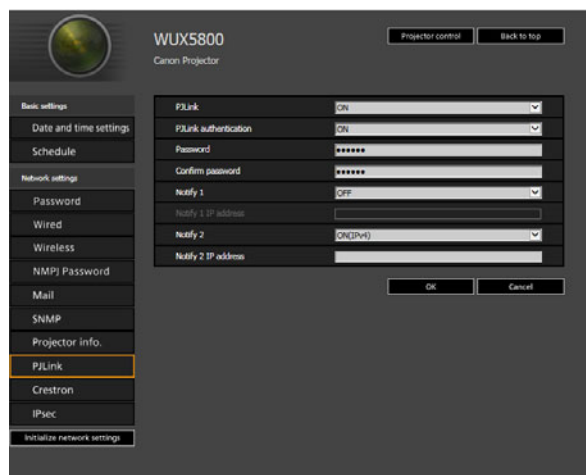 WUX5800
Canon Projector
Projector control
Back to top
Basic settings
Date and time settings
Schedule
Network settings
Password
Wired
Wireless
NMPJ Password
Mail
SNMP
Projector info.
PJLink
Crestron
IPsec
Initialize network settings
PJLink ON
PJLink authentication ON
Password ●●●●●●
Confirm password ●●●●●●
Notify 1 OFF
Notify 1 IP address
Notify 2 ON(IPv4)
Notify 2 IP address
OK
Cancel